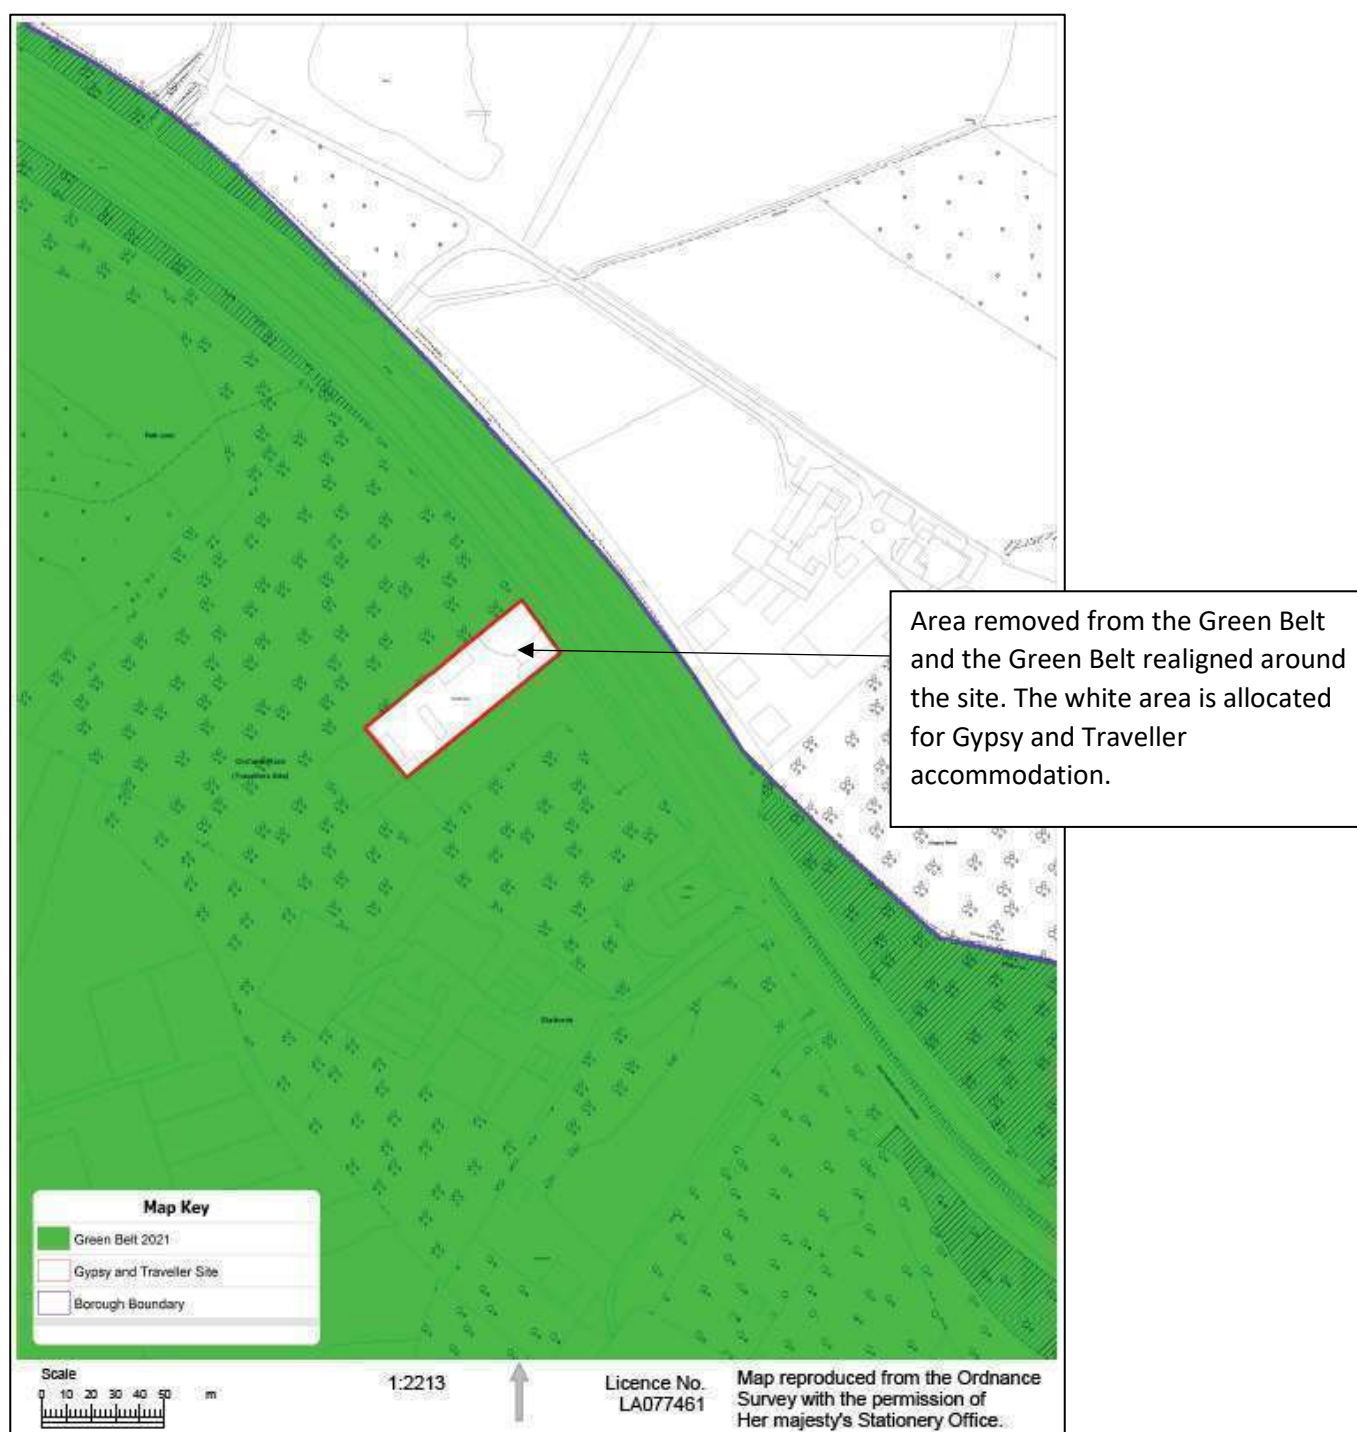 Area removed from the Green Belt
and the Green Belt realigned around
the site. The white area is allocated
for Gypsy and Traveller
accommodation.
(Travellers Site)
Map Key
Green Belt 2021
Gypsy and Traveller Site
Borough Boundary
Scale
0 10 20 30 40 50 m
1:2213
Licence No.
LA077461
Map reproduced from the Ordnance
Survey with the permission of
Her majesty's Stationery Office.